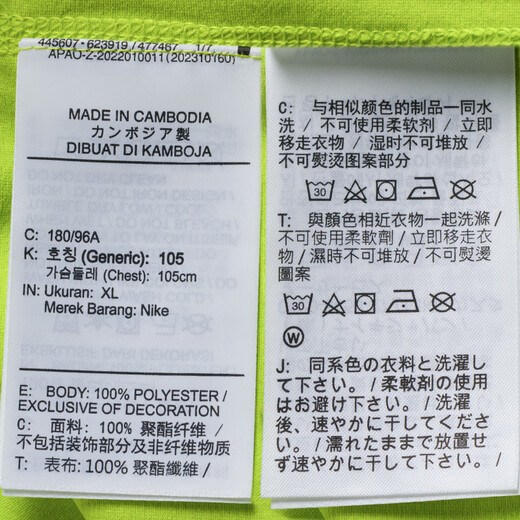 445607・623919 / 477467 1/7
APAO-Z-2022010011 (202310160)
MADE IN CAMBODIA
カンボジア製
DIBUAT DI KAMBOJA
C: 180/96A
K: 호칭 (Generic): 105
가슴둘레 (Chest): 105cm
IN: Ukuran: XL
Merek Barang: Nike
E: BODY: 100% POLYESTER /
EXCLUSIVE OF DECORATION
C: 面料: 100% 聚酯纤维 /
不包括装饰部分及非纤维物质
T: 表布: 100% 聚酯纖維 /
C: 与相似颜色的制品一同水
洗 / 不可使用柔软剂 / 立即
移走衣物 / 湿时不可堆放 /
不可熨烫图案部分
30
T: 與顏色相近衣物一起洗滌 /
不可使用柔軟劑 / 立即移走衣
物 / 濕時不可堆放 / 不可熨燙
圖案
30
W
J: 同系色の衣料と洗濯し
て下さい。/ 柔軟剤の使用
はお避け下さい。/ 洗濯
後、速やかに干してくださ
い。/ 濡れたままで放置せ
ず速やかに干して下さい。/